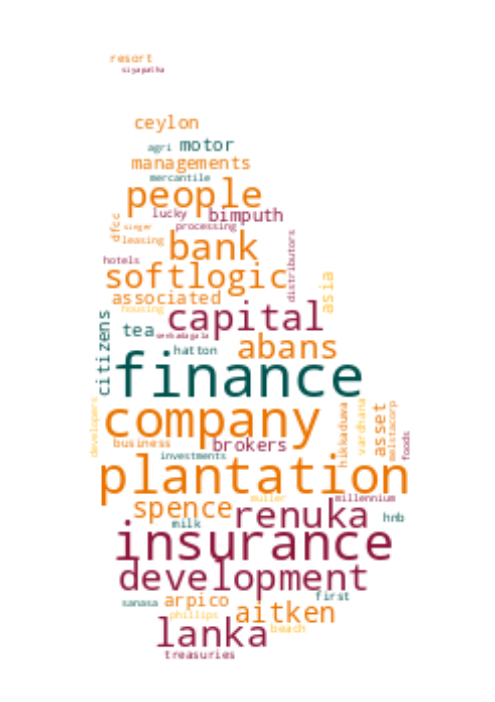 resort
siyapatha
ceylon
agri motor
managements
mercantile
people
lucky bimputh
dfcc singer processing
leasing bank
distributors
hotels
softlogic
asia
associated
housing
capital
citizens
tea senkadagala
hatton abans
finance
company
developers
hikkaduwa
vardhana
asset
melstacorp
foods
business brokers
investments
plantation
muller millennium
spence renuka
milk hnb
insurance
development
first
sanasa arpico
phillips aitken
lanka beach
treasuries